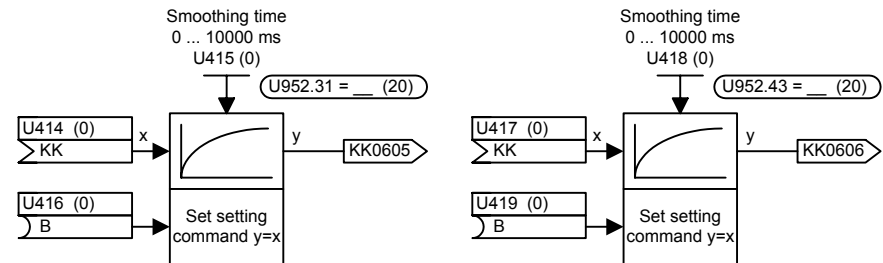 Smoothing time
0 ... 10000 ms
U415 (0)
U952.31 = __ (20)
U414 (0)
x
KK
y
KK0605
U416 (0)
B
Set setting
command y=x
Smoothing time
0 ... 10000 ms
U418 (0)
U952.43 = __ (20)
U417 (0)
x
KK
y
KK0606
U419 (0)
B
Set setting
command y=x